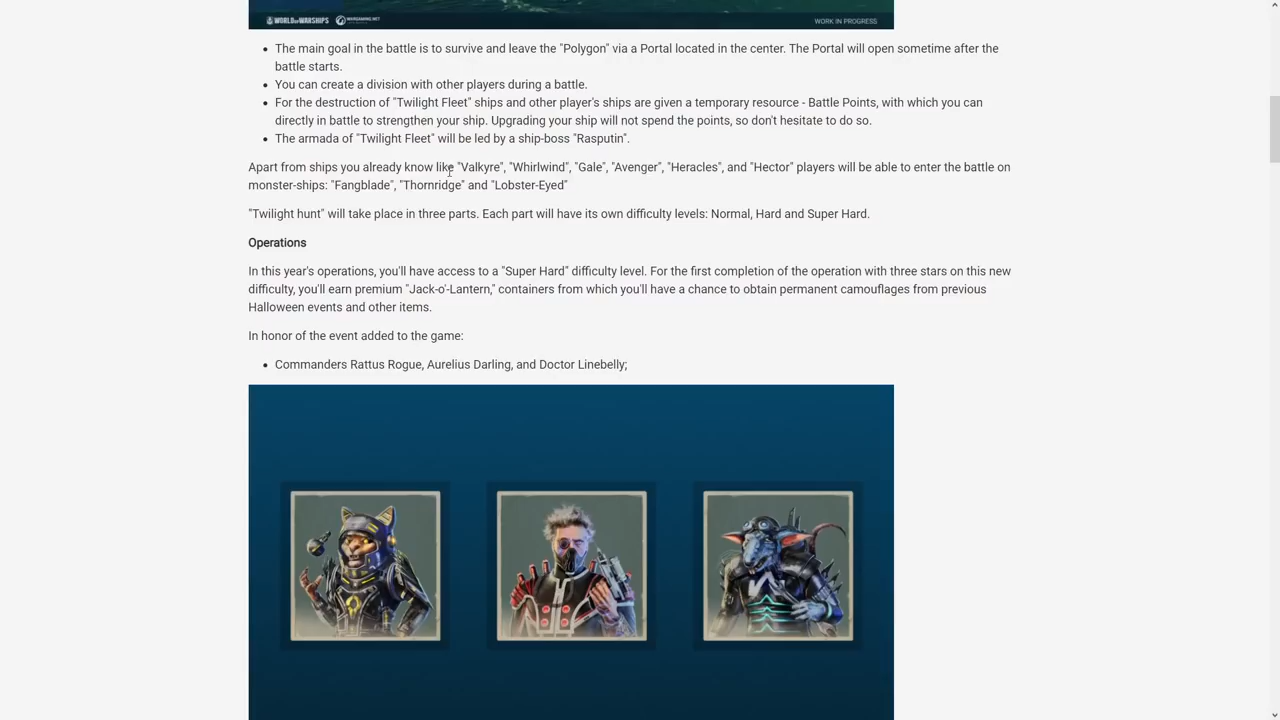 WORLD OF WARSHIPS WARGAMING.NET WORK IN PROGRESS
• The main goal in the battle is to survive and leave the "Polygon" via a Portal located in the center. The Portal will open sometime after the
battle starts.
• You can create a division with other players during a battle.
• For the destruction of "Twilight Fleet" ships and other player's ships are given a temporary resource - Battle Points, with which you can
directly in battle to strengthen your ship. Upgrading your ship will not spend the points, so don't hesitate to do so.
• The armada of "Twilight Fleet" will be led by a ship-boss "Rasputin".
Apart from ships you already know like "Valkyre", "Whirlwind", "Gale", "Avenger", "Heracles", and "Hector" players will be able to enter the battle on
monster-ships: "Fangblade", "Thornridge" and "Lobster-Eyed"
"Twilight hunt" will take place in three parts. Each part will have its own difficulty levels: Normal, Hard and Super Hard.
Operations
In this year's operations, you'll have access to a "Super Hard" difficulty level. For the first completion of the operation with three stars on this new
difficulty, you'll earn premium "Jack-o'-Lantern," containers from which you'll have a chance to obtain permanent camouflages from previous
Halloween events and other items.
In honor of the event added to the game:
• Commanders Rattus Rogue, Aurelius Darling, and Doctor Linebelly;